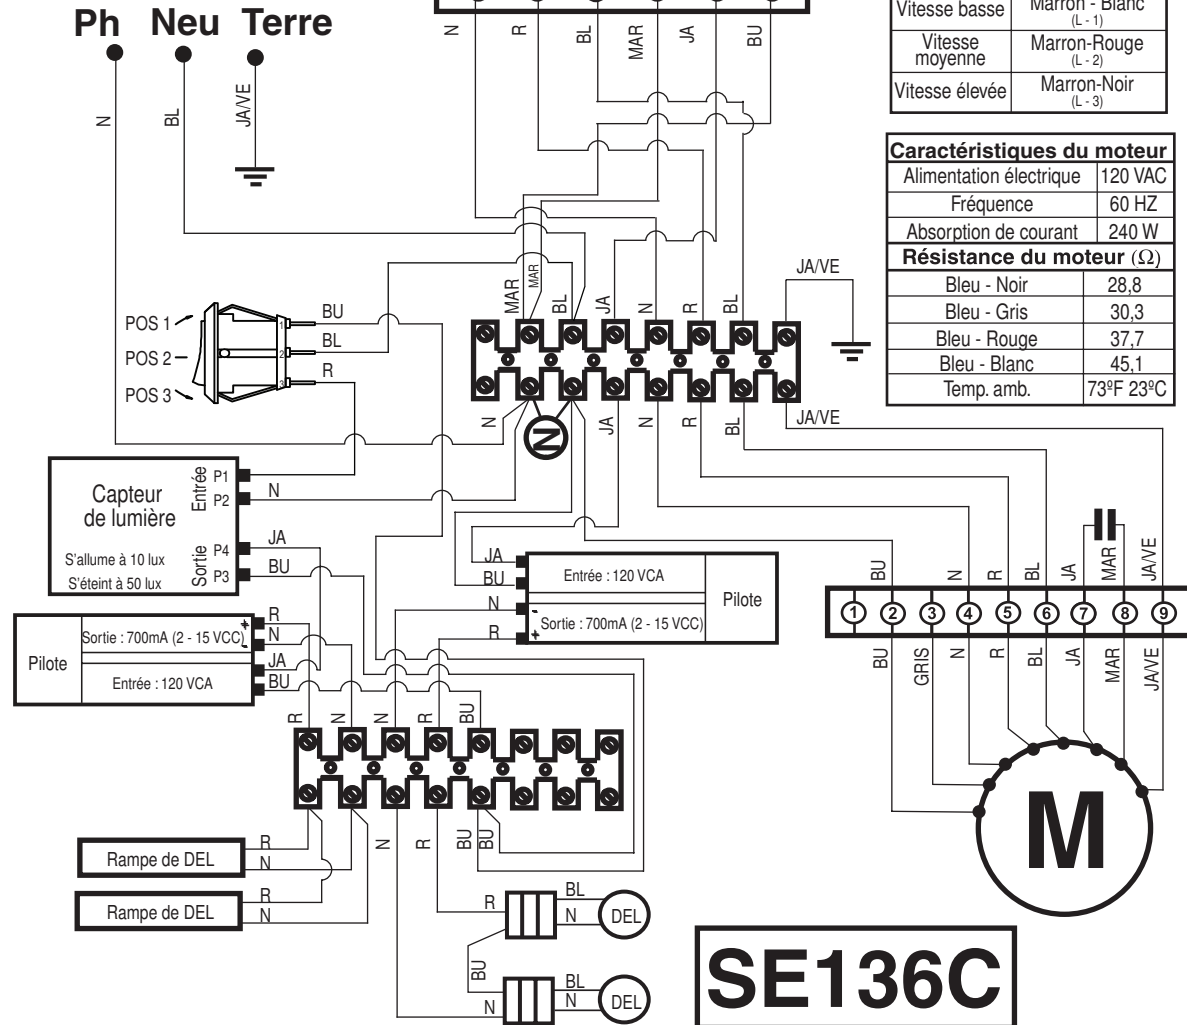 Ph Neu Terre
N
R
BL
MAR
JA
BU
Vitesse basse
Marron - Blanc
(L - 1)
Vitesse
moyenne
Marron-Rouge
(L - 2)
Vitesse élevée
Marron-Noir
(L - 3)
N
BL
JA/VE
Caractéristiques du moteur
Alimentation électrique 120 VAC
Fréquence 60 HZ
Absorption de courant 240 W
Résistance du moteur (Ω)
Bleu - Noir 28,8
Bleu - Gris 30,3
Bleu - Rouge 37,7
Bleu - Blanc 45,1
Temp. amb. 73ºF 23ºC
MAR
MAR
BL
JA
N
R
BL
JA/VE
POS 1
POS 2
POS 3
1
2
3
BU
BL
R
N
N
JA
N
R
BL
JA/VE
Capteur
de lumière
S'allume à 10 lux
S'éteint à 50 lux
Entrée
P1
P2
Sortie
P4
P3
N
JA
BU
JA
BU
N
R
Entrée : 120 VCA
Sortie : 700mA (2 - 15 VCC)
-
+
Pilote
BU
N
R
BL
JA
MAR
JA/VE
1 2 3 4 5 6 7 8 9
BU
GRIS
N
R
BL
JA
MAR
JA/VE
M
Pilote
Sortie : 700mA (2 - 15 VCC)
+
-
Entrée : 120 VCA
R
N
JA
BU
R
N
N
R
BU
N
R
BU
BU
Rampe de DEL
R
N
Rampe de DEL
R
N
R
BL
N
DEL
BU
N
BL
N
DEL
SE136C